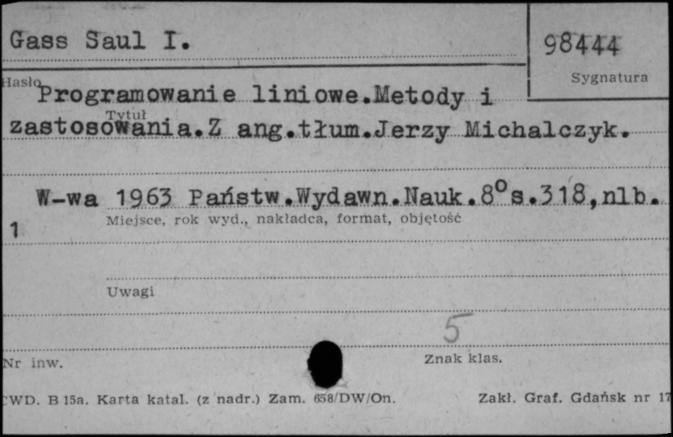 Gass Saul I.
98444
Hasło
Sygnatura
Programowanie liniowe.Metody i
Tytuł
zastosowania.Z ang.tłum.Jerzy Michalczyk.
W-wa 1963 Państw.Wydawn.Nauk.8°s.318,nlb.
1
Miejsce, rok wyd., nakładca, format, objętość
Uwagi
5
Nr inw.
Znak klas.
WD. B 15a. Karta katal. (z nadr.) Zam. 658/DW/On.
Zakł. Graf. Gdańsk nr 17